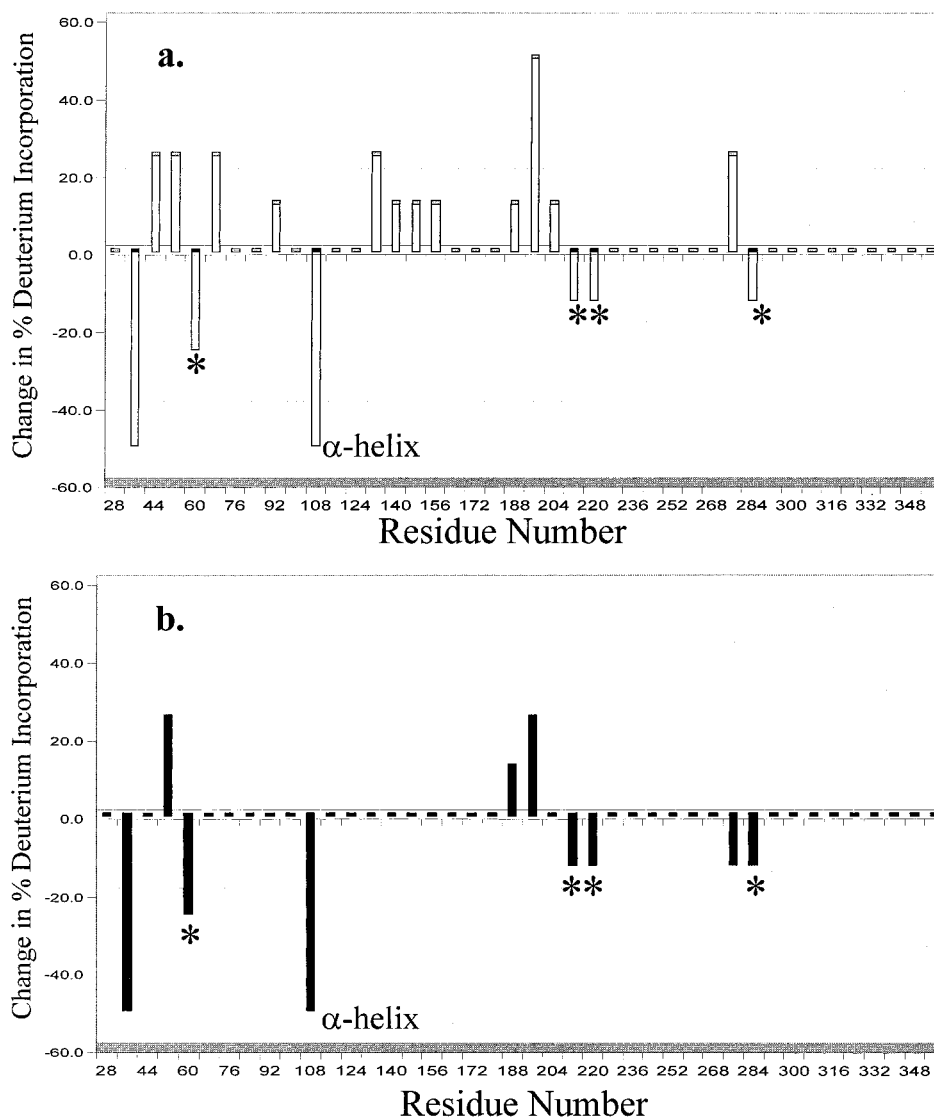 a.
Change in % Deuterium Incorporation
60.0
40.0
20.0
0.0
-20.0
-40.0
-60.0
*
* *
*
α-helix
28 44 60 76 92 108 124 140 156 172 188 204 220 236 252 268 284 300 316 332 348
Residue Number
b.
Change in % Deuterium Incorporation
60.0
40.0
20.0
0.0
-20.0
-40.0
-60.0
* *
*
*
α-helix
28 44 60 76 92 108 124 140 156 172 188 204 220 236 252 268 284 300 316 332 348
Residue Number